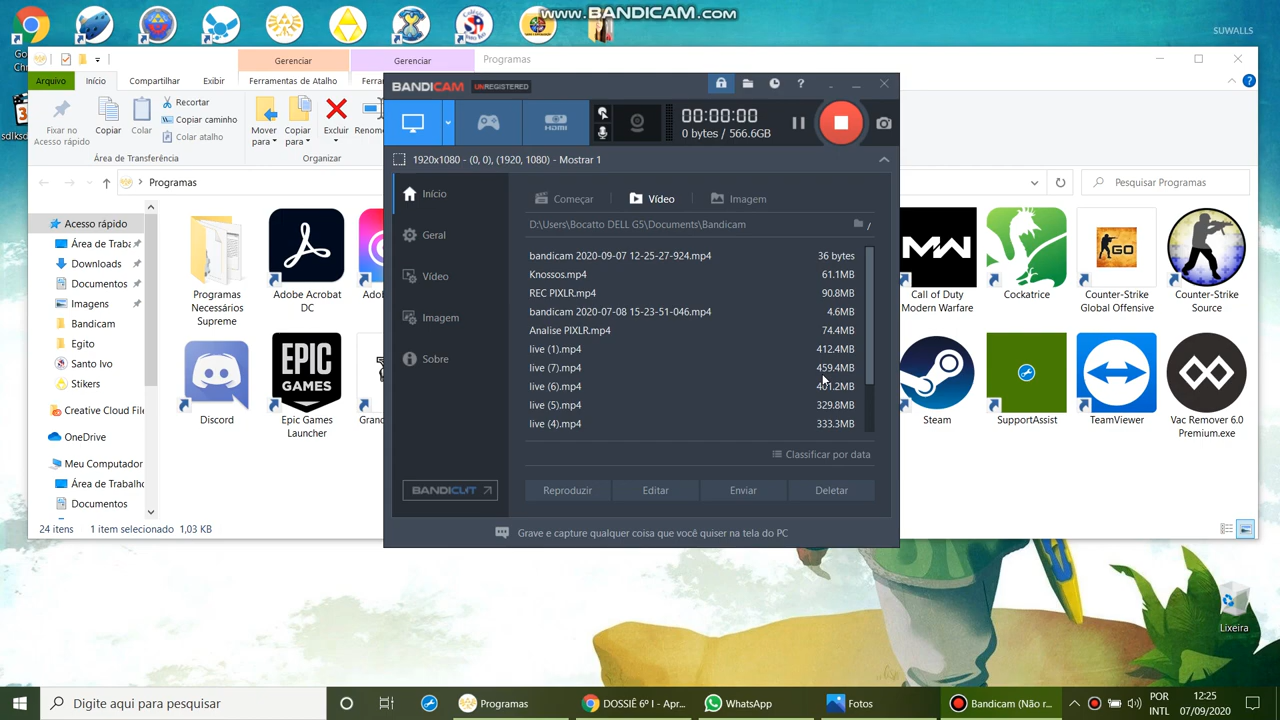 www.BANDICAM.com
SUWALLS
Gerenciar
Gerenciar
Programas
Arquivo
Início
Compartilhar
Exibir
Ferramentas de Atalho
Fixar no
Acesso rápido
Copiar
Colar
Recortar
Copiar caminho
Colar atalho
Área de Transferência
Mover
para
Copiar
para
Excluir
Organizar
Programas
Pesquisar Programas
Acesso rápido
Downloads
Documentos
Imagens
Bandicam
Egito
Santo Ivo
Stikers
Creative Cloud
OneDrive
Meu Computador
Documentos
24 itens
1 item selecionado 1,03 KB
Programas
Necessários
Supreme
Adobe Acrobat
DC
Discord
Epic Games
Launcher
EPIC
GAMES
BANDICAM
UNREGISTERED
00:00:00
0 bytes / 566.6GB
HDMI
1920x1080 - (0, 0), (1920, 1080) - Mostrar 1
Início
Geral
Vídeo
Imagem
Sobre
BANDICUT
Começar
Vídeo
Imagem
D:\Users\Bocatto DELL G5\Documents\Bandicam
bandicam 2020-09-07 12-25-27-924.mp4 36 bytes
Knossos.mp4 61.1MB
REC PIXLR.mp4 90.8MB
bandicam 2020-07-08 15-23-51-046.mp4 4.6MB
Analise PIXLR.mp4 74.4MB
live (1).mp4 412.4MB
live (7).mp4 459.4MB
live (6).mp4 401.2MB
live (5).mp4 329.8MB
live (4).mp4 333.3MB
Classificar por data
Reproduzir
Editar
Enviar
Deletar
Grave e capture qualquer coisa que você quiser na tela do PC
MW
GO
Call of Duty
Modern Warfare
Cockatrice
Counter-Strike
Global Offensive
Counter-Strike
Source
Steam
SupportAssist
TeamViewer
Vac Remover 6.0
Premium.exe
Lixeira
Digite aqui para pesquisar
Programas
DOSSIÊ 6º I - Apr...
WhatsApp
Fotos
Bandicam (Não r...
POR
INTL
12:25
07/09/2020